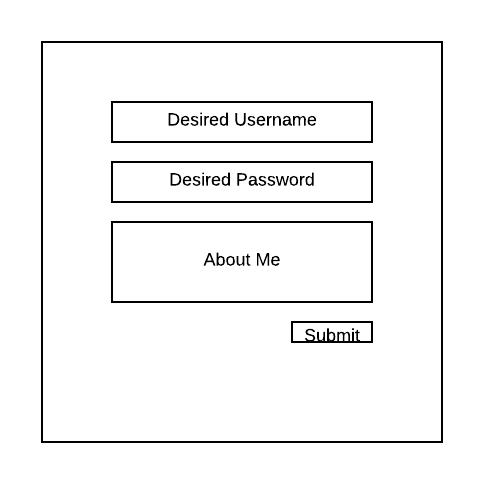 Desired Username
Desired Password
About Me
Submit